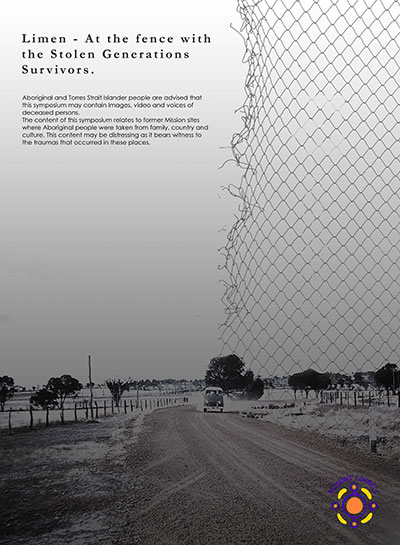 Limen - At the fence with
the Stolen Generations
Survivors.
Aboriginal and Torres Strait Islander people are advised that
this symposium may contain images, video and voices of
deceased persons.
The content of this symposium relates to former Mission sites
where Aboriginal people were taken from family, country and
culture. This content may be distressing as it bears witness to
the traumas that occurred in these places.